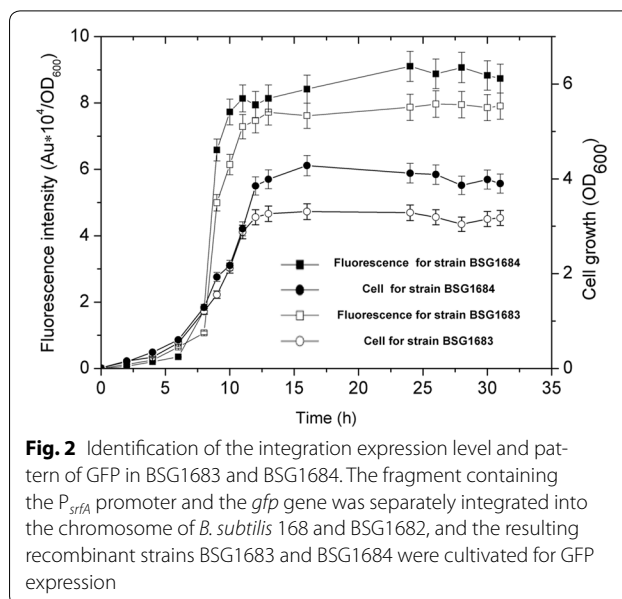 10
8
6
4
2
0
Fluorescence intensity (Au*10⁴/OD₆₀₀)
6
4
2
0
Cell growth (OD₆₀₀)
Fluorescence for strain BSG1684
Cell for strain BSG1684
Fluorescence for strain BSG1683
Cell for strain BSG1683
0 5 10 15 20 25 30 35
Time (h)
Fig. 2 Identification of the integration expression level and pat-
tern of GFP in BSG1683 and BSG1684. The fragment containing
the P_srfA promoter and the gfp gene was separately integrated into
the chromosome of B. subtilis 168 and BSG1682, and the resulting
recombinant strains BSG1683 and BSG1684 were cultivated for GFP
expression